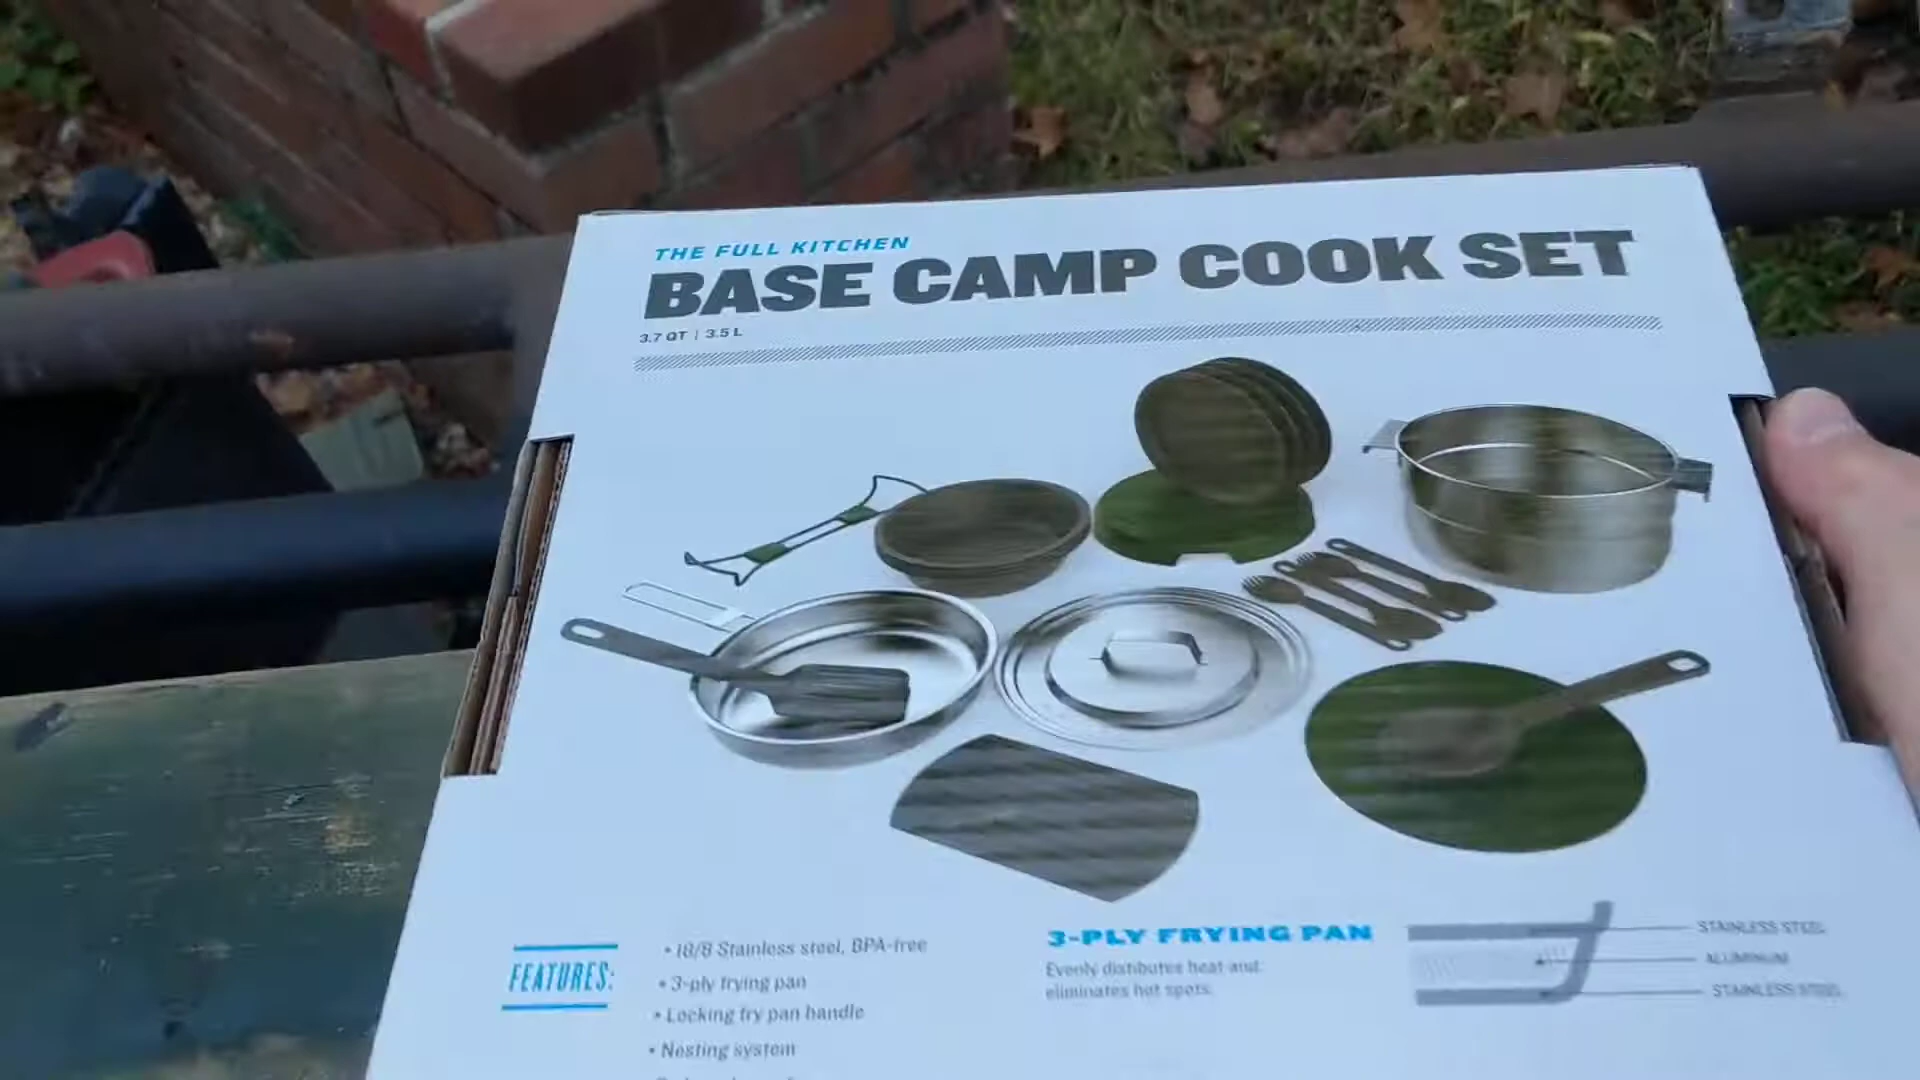 THE FULL KITCHEN
BASE CAMP COOK SET
3.7 QT | 3.5 L
FEATURES:
• 18/8 Stainless steel, BPA-free
• 3-ply frying pan
• Locking fry pan handle
• Nesting system
3-PLY FRYING PAN
Evenly distributes heat and
eliminates hot spots.
STAINLESS STEEL
ALUMINUM
STAINLESS STEEL